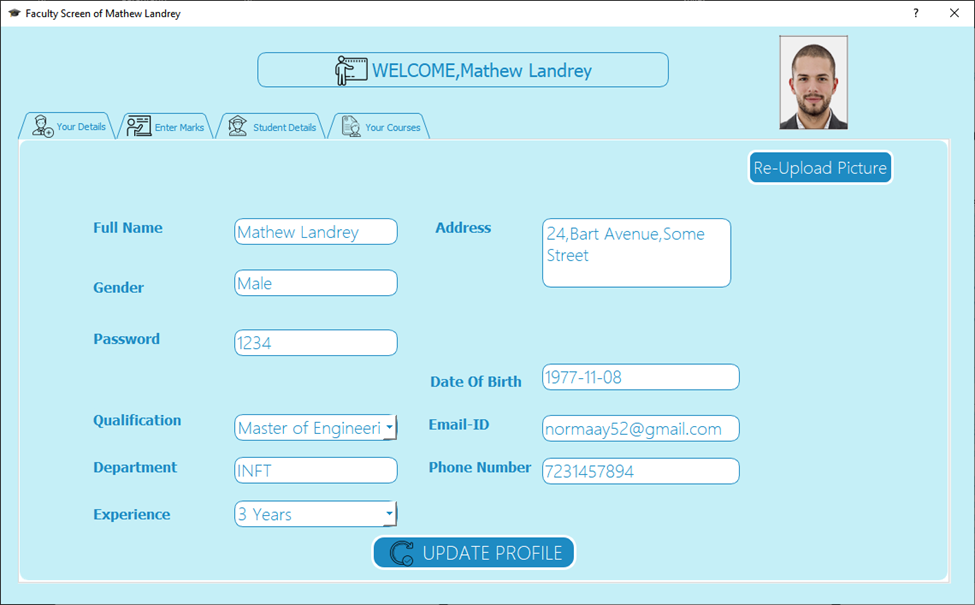 Faculty Screen of Mathew Landrey
?
WELCOME,Mathew Landrey
Your Details
Enter Marks
Student Details
Your Courses
Re-Upload Picture
Full Name
Mathew Landrey
Address
24,Bart Avenue,Some
Street
Gender
Male
Password
1234
Date Of Birth
1977-11-08
Qualification
Master of Engineeri
Email-ID
normaay52@gmail.com
Department
INFT
Phone Number
7231457894
Experience
3 Years
UPDATE PROFILE